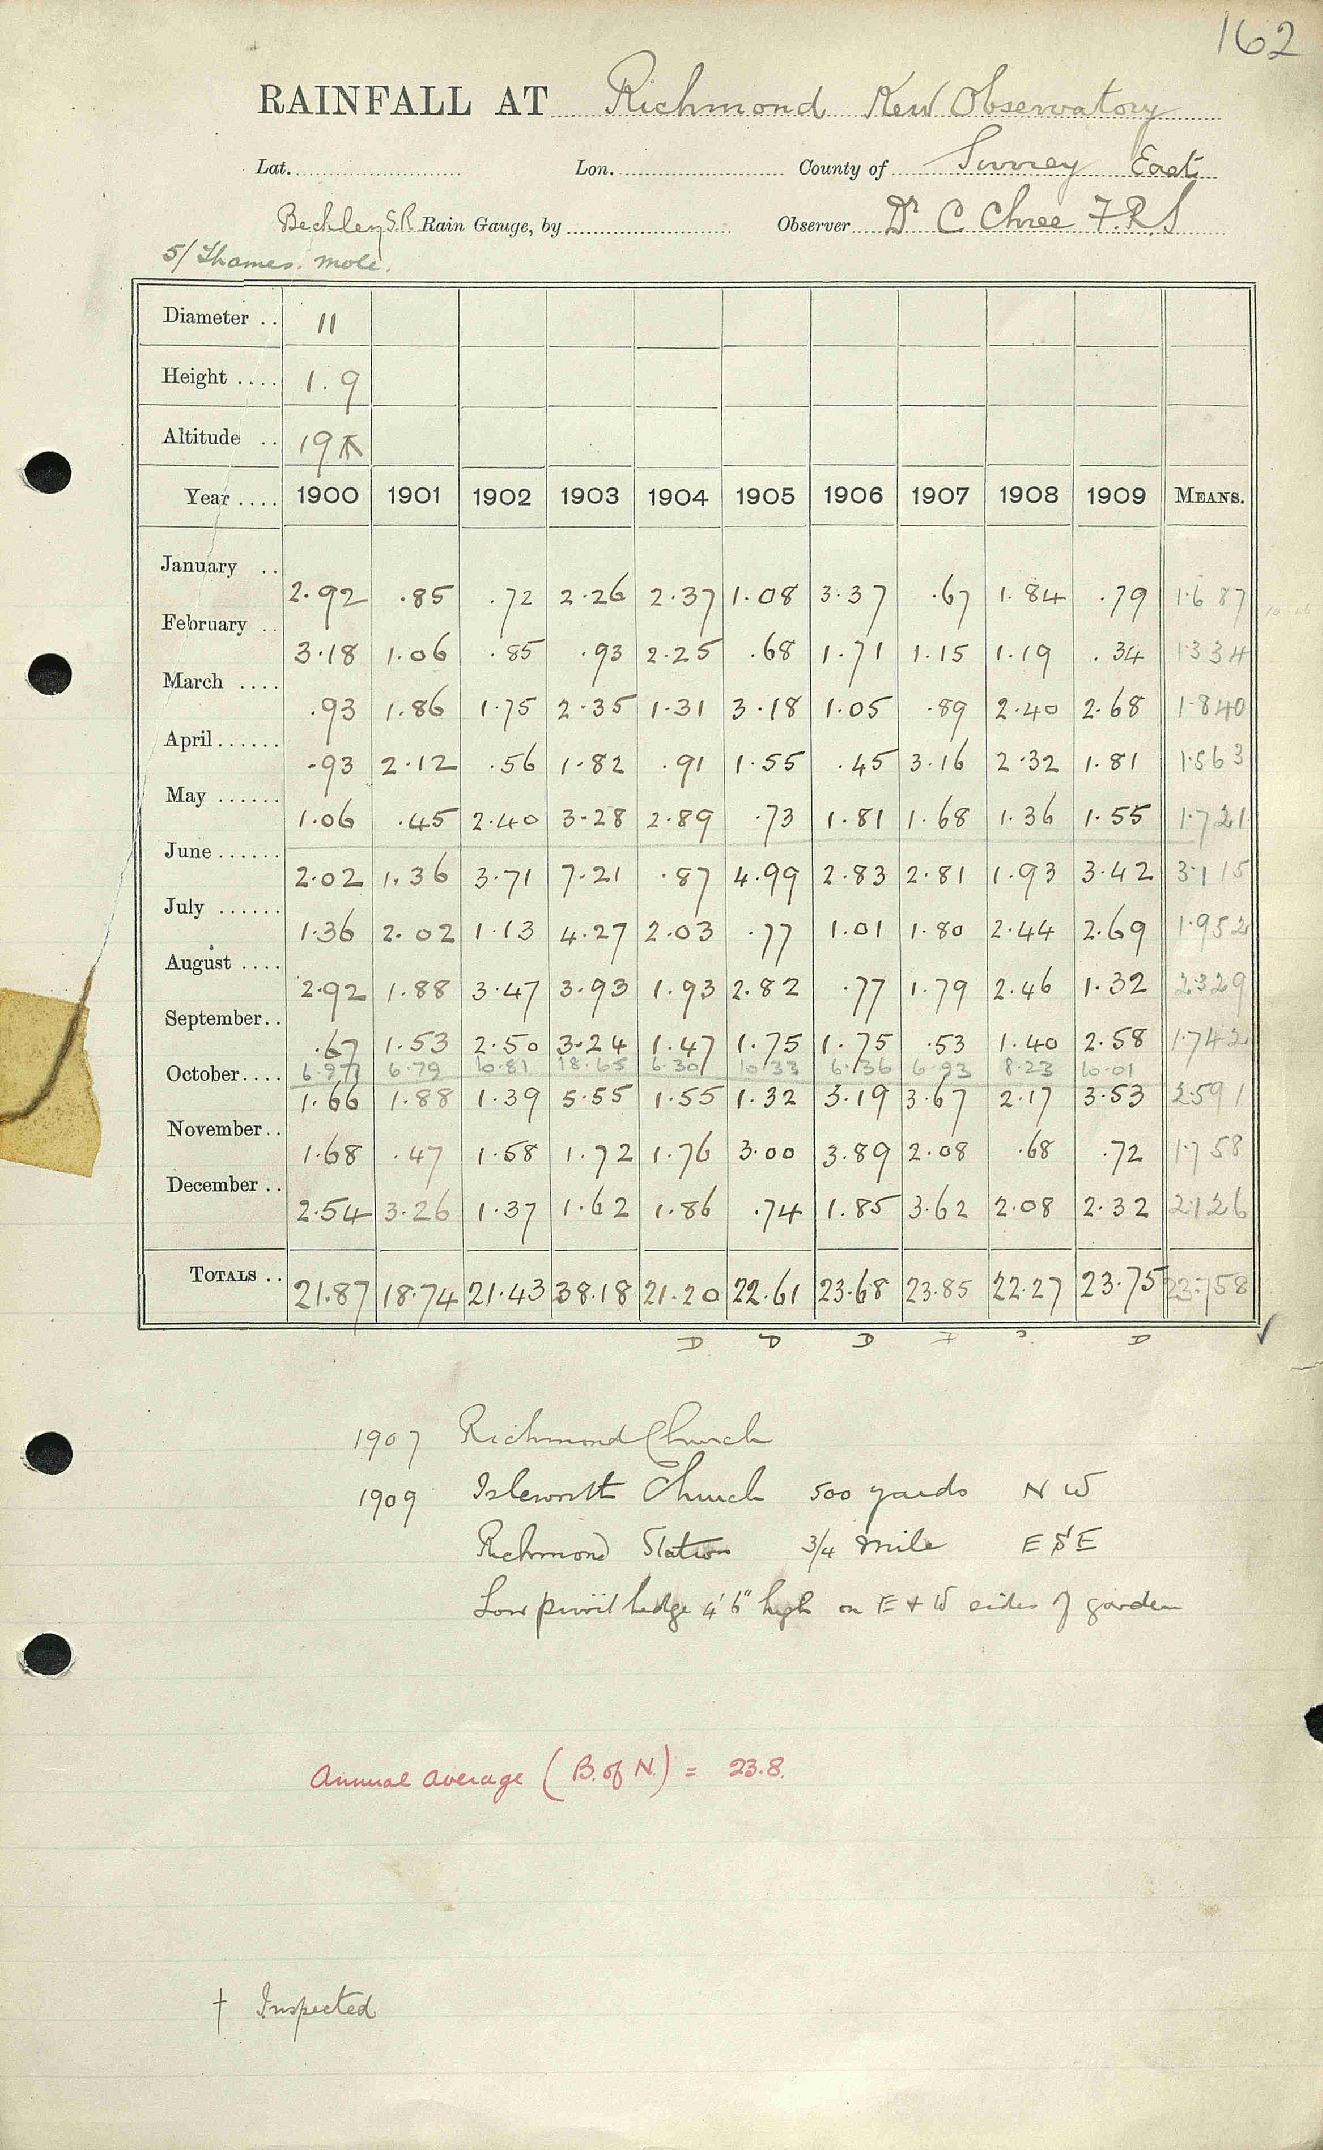 162
RAINFALL AT Richmond Kew Observatory
Lat. Lon. County of Surrey East
Beckley S.R Rain Gauge, by Observer Dr C Chree F.R.S
5/ Thames. Mole.
Diameter .. 11
Height .... 1.9
Altitude .. 19
Year .... 1900 1901 1902 1903 1904 1905 1906 1907 1908 1909 MEANS.
January .. 2.92 .85 .72 2.26 2.37 1.08 3.37 .67 1.84 .79 1.687
February .. 3.18 1.06 .85 .93 2.25 .68 1.71 1.15 1.19 .34 1.334
March .... .93 1.86 1.75 2.35 1.31 3.18 1.05 .89 2.40 2.68 1.840
April ...... .93 2.12 .56 1.82 .91 1.55 .45 3.16 2.32 1.81 1.563
May ...... 1.06 .45 2.40 3.28 2.89 .73 1.81 1.68 1.36 1.55 1.721
June ...... 2.02 1.36 3.71 7.21 .87 4.99 2.83 2.81 1.93 3.42 3.115
July ...... 1.36 2.02 1.13 4.27 2.03 .77 1.01 1.80 2.44 2.69 1.952
August .... 2.92 1.88 3.47 3.93 1.93 2.82 .77 1.79 2.46 1.32 2.329
September.. .67 1.53 2.50 3.24 1.47 1.75 1.75 .53 1.40 2.58 1.742
6.97 6.79 10.81 18.65 6.30 10.33 6.36 6.93 8.23 10.01
October.... 1.66 1.88 1.39 5.55 1.55 1.32 3.19 3.67 2.17 3.53 2.591
November.. 1.68 .47 1.58 1.72 1.76 3.00 3.89 2.08 .68 .72 1.758
December .. 2.54 3.26 1.37 1.62 1.86 .74 1.85 3.62 2.08 2.32 2.126
TOTALS .. 21.87 18.74 21.43 38.18 21.20 22.61 23.68 23.85 22.27 23.75 23.758
D D D D
1907 Richmond Church
1909 Isleworth Church 500 yards N W
Richmond Station 3/4 mile E S E
Low privit hedge 4' 6" high on E + W sides of garden
Annual Average (B. of N.) = 23.8.
† Inspected